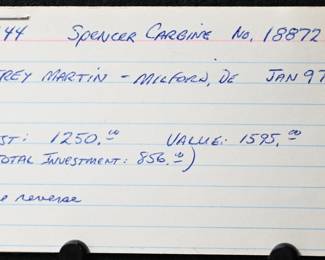 44 SPENCER CARBINE NO. 18872
REY MARTIN – MILFORD, DE JAN 97
ST: 1250.00 VALUE: 1595.00
TOTAL INVESTMENT: 856.00)
e reverse